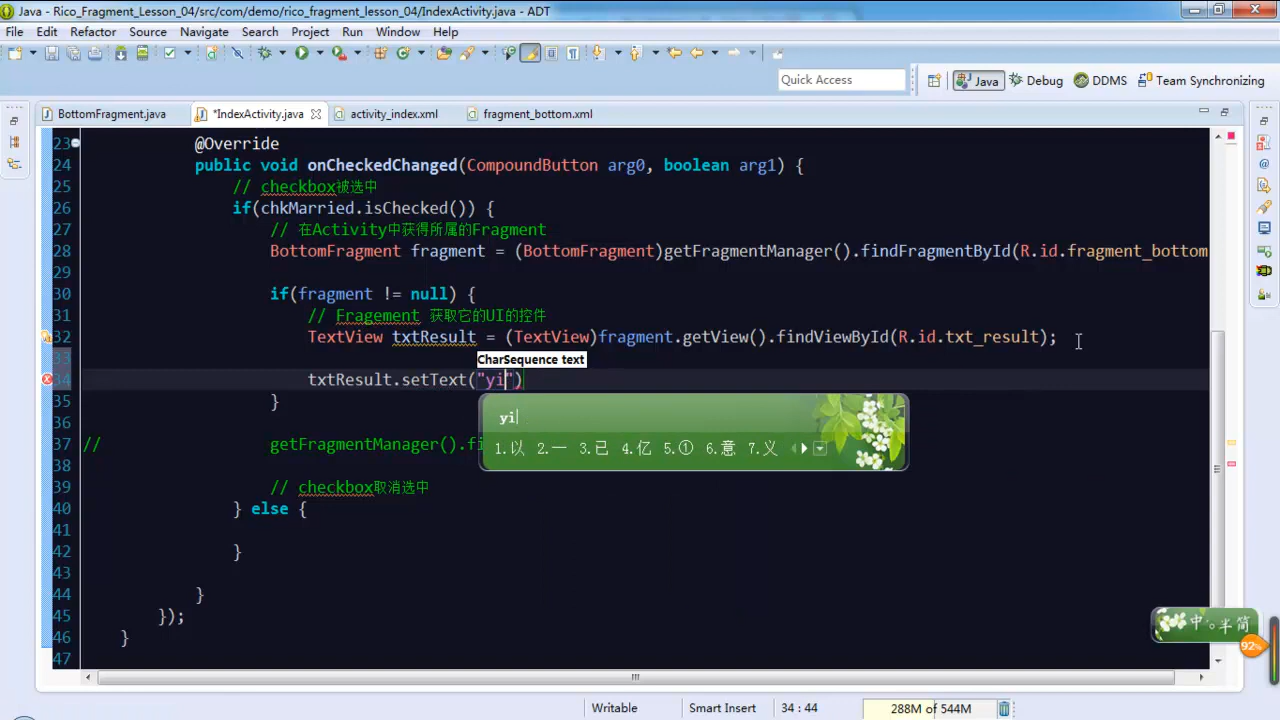 Java - Rico_Fragment_Lesson_04/src/com/demo/rico_fragment_lesson_04/IndexActivity.java - ADT
File Edit Refactor Source Navigate Search Project Run Window Help
Quick Access
Java Debug DDMS Team Synchronizing
BottomFragment.java *IndexActivity.java activity_index.xml fragment_bottom.xml
23 @Override
24 public void onCheckedChanged(CompoundButton arg0, boolean arg1) {
25 // checkbox被选中
26 if(chkMarried.isChecked()) {
27 // 在Activity中获得所属的Fragment
28 BottomFragment fragment = (BottomFragment)getFragmentManager().findFragmentById(R.id.fragment_bottom
29
30 if(fragment != null) {
31 // Fragement 获取它的UI的控件
32 TextView txtResult = (TextView)fragment.getView().findViewById(R.id.txt_result);
33
CharSequence text
34 txtResult.setText("yi")
35 }
yi
36
1.以 2.一 3.已 4.亿 5.① 6.意 7.义
37 // getFragmentManager().fi
38
39 // checkbox取消选中
40 } else {
41
42 }
43
44 }
45 });
46 }
47
中 半 简
92%
Writable Smart Insert 34 : 44 288M of 544M